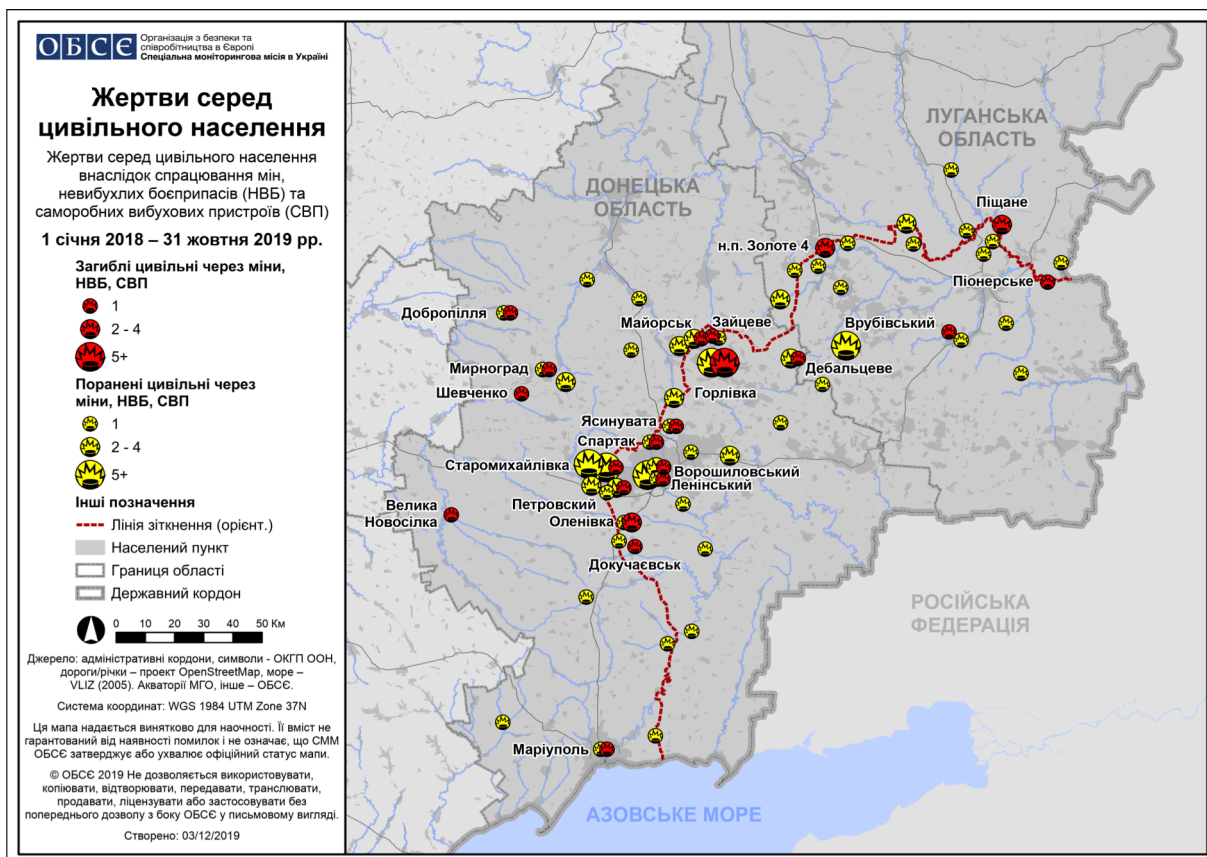 ОБСЄ
Організація з безпеки та
співробітництва в Європі
Спеціальна моніторингова місія в Україні
Жертви серед
цивільного населення
Жертви серед цивільного населення
внаслідок спрацювання мін,
невибухлих боєприпасів (НВБ) та
саморобних вибухових пристроїв (СВП)
1 січня 2018 – 31 жовтня 2019 рр.
Загиблі цивільні через міни,
НВБ, СВП
1
2 - 4
5+
Поранені цивільні через
міни, НВБ, СВП
1
2 - 4
5+
Інші позначення
Лінія зіткнення (орієнт.)
Населений пункт
Границя області
Державний кордон
0 10 20 30 40 50 Км
Джерело: адміністративні кордони, символи - ОКГП ООН,
дороги/річки – проект OpenStreetMap, море –
VLIZ (2005). Акваторії МГО, інше – ОБСЄ.
Система координат: WGS 1984 UTM Zone 37N
Ця мапа надається винятково для наочності. Її вміст не
гарантований від наявності помилок і не означає, що СММ
ОБСЄ затверджує або ухвалює офіційний статус мапи.
© ОБСЄ 2019 Не дозволяється використовувати,
копіювати, відтворювати, передавати, транслювати,
продавати, ліцензувати або застосовувати без
попереднього дозволу з боку ОБСЄ у письмовому вигляді.
Створено: 03/12/2019
ЛУГАНСЬКА
ОБЛАСТЬ
ДОНЕЦЬКА
ОБЛАСТЬ
Піщане
н.п. Золоте 4
Піонерське
Добропілля
Майорськ
Зайцеве
Врубівський
Мирноград
Дебальцеве
Шевченко
Горлівка
Ясинувата
Спартак
Старомихайлівка
Ворошиловський
Ленінський
Петровский
Велика
Новосілка
Оленівка
Докучаєвськ
РОСІЙСЬКА
ФЕДЕРАЦІЯ
Маріуполь
АЗОВСЬКЕ МОРЕ